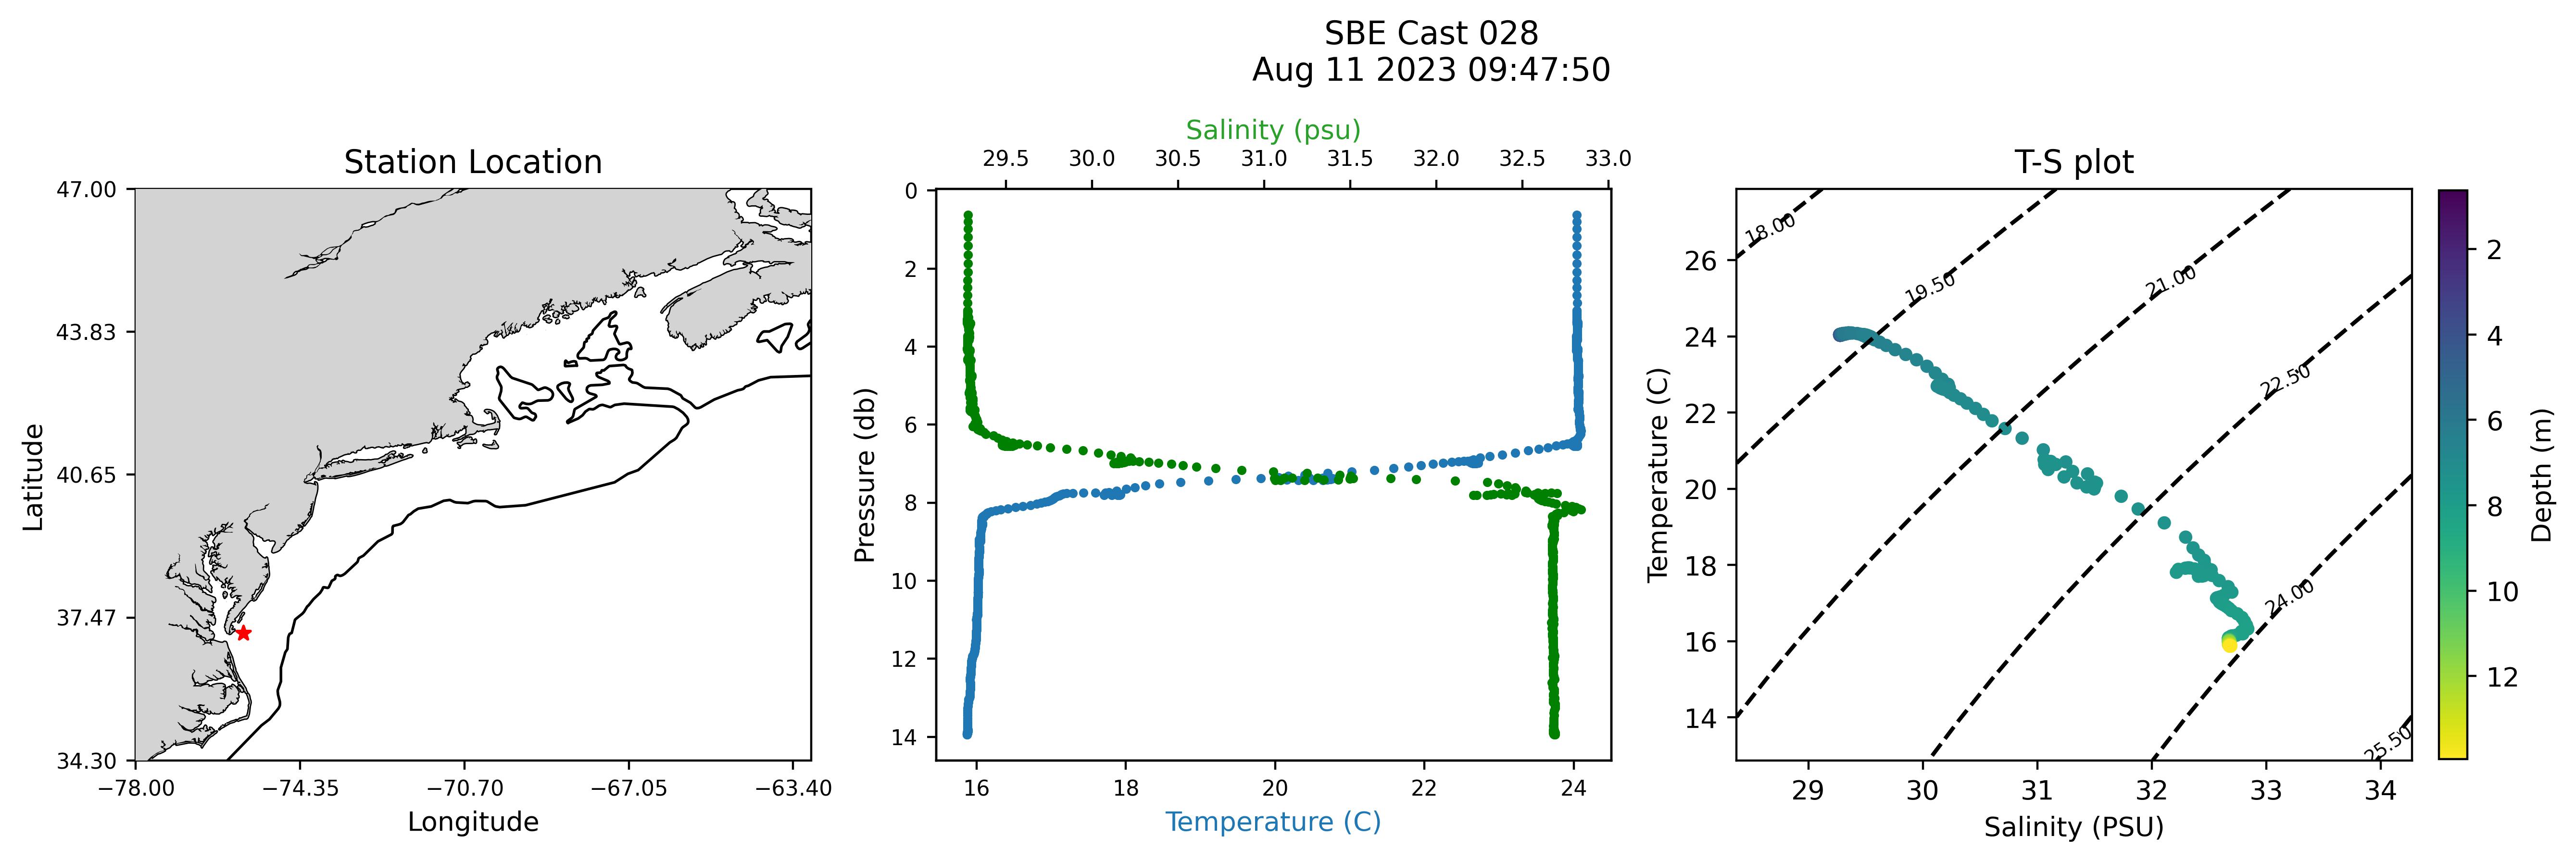 SBE Cast 028
Aug 11 2023 09:47:50
Station Location
47.00
43.83
40.65
37.47
34.30
Latitude
−78.00 −74.35 −70.70 −67.05 −63.40
Longitude
Salinity (psu)
29.5 30.0 30.5 31.0 31.5 32.0 32.5 33.0
0
2
4
6
8
10
12
14
Pressure (db)
16 18 20 22 24
Temperature (C)
T-S plot
26
24
22
20
18
16
14
Temperature (C)
18.00
19.50
21.00
22.50
24.00
25.50
29 30 31 32 33 34
Salinity (PSU)
2
4
6
8
10
12
Depth (m)